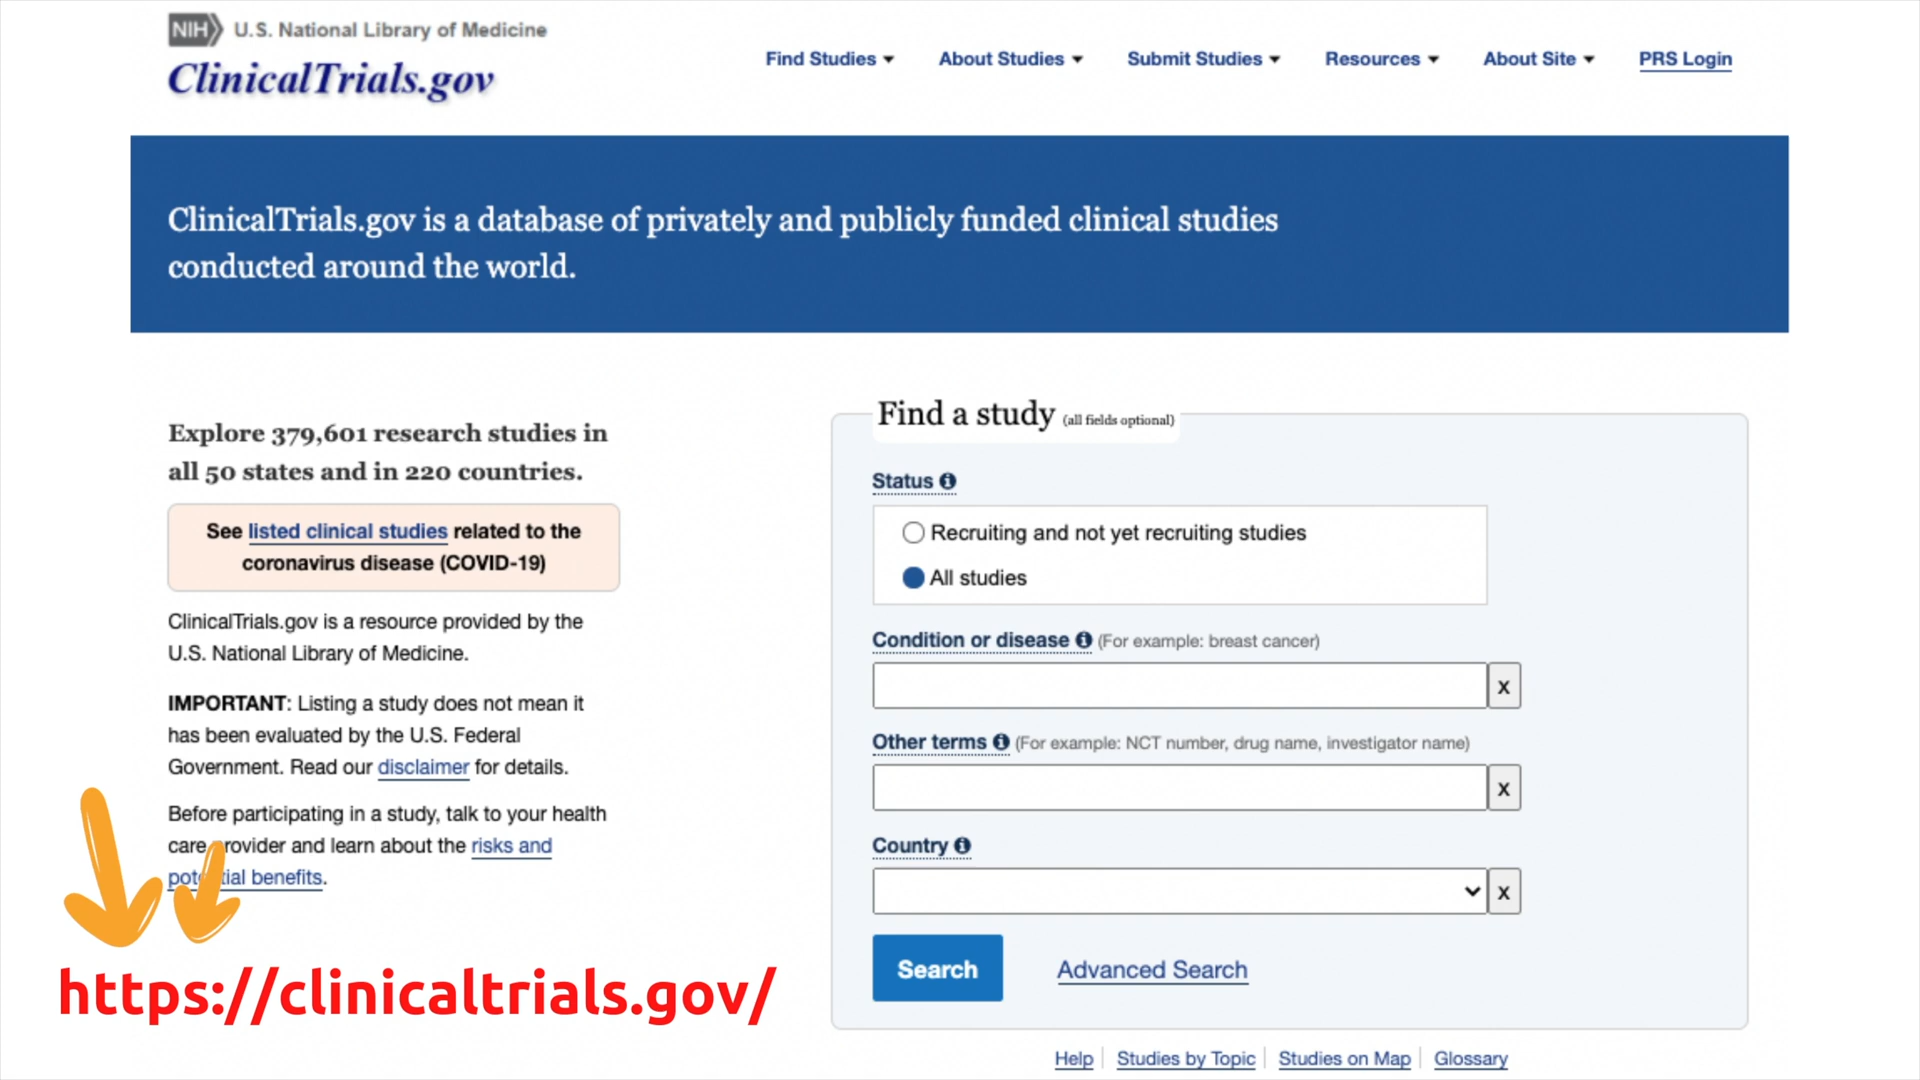 NIH U.S. National Library of Medicine
ClinicalTrials.gov
Find Studies About Studies Submit Studies Resources About Site PRS Login
ClinicalTrials.gov is a database of privately and publicly funded clinical studies
conducted around the world.
Explore 379,601 research studies in
all 50 states and in 220 countries.
See listed clinical studies related to the
coronavirus disease (COVID-19)
ClinicalTrials.gov is a resource provided by the
U.S. National Library of Medicine.
IMPORTANT: Listing a study does not mean it
has been evaluated by the U.S. Federal
Government. Read our disclaimer for details.
Before participating in a study, talk to your health
care provider and learn about the risks and
potential benefits.
https://clinicaltrials.gov/
Find a study (all fields optional)
Status
Recruiting and not yet recruiting studies
All studies
Condition or disease (For example: breast cancer)
x
Other terms (For example: NCT number, drug name, investigator name)
x
Country
x
Search Advanced Search
Help Studies by Topic Studies on Map Glossary